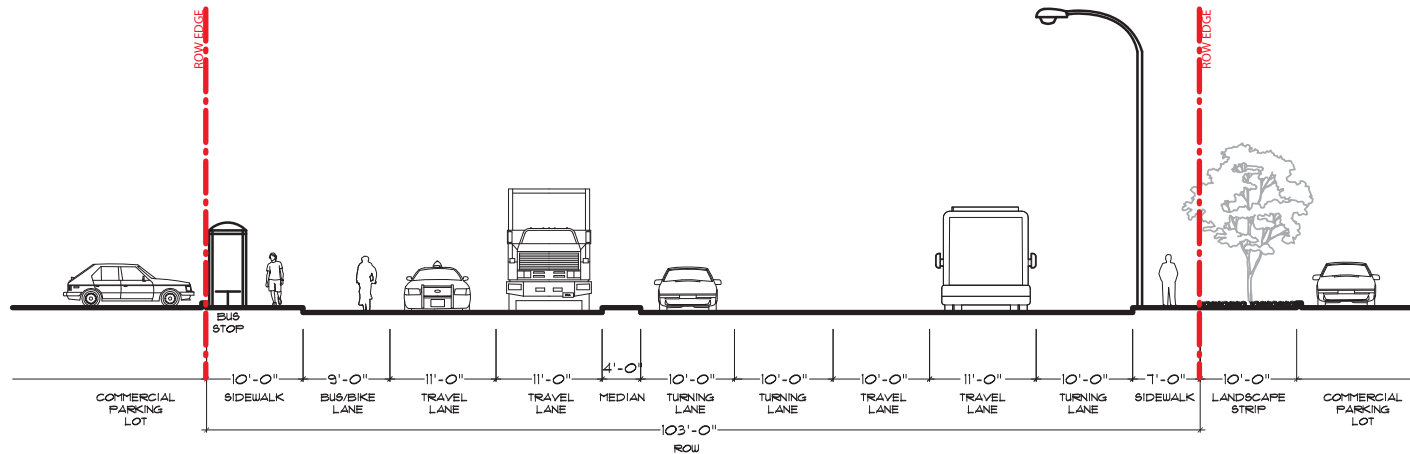 ROW EDGE
ROW EDGE
BUS
STOP
10'-0"
9'-0"
11'-0"
11'-0"
4'-0"
10'-0"
10'-0"
10'-0"
11'-0"
10'-0"
7'-0"
10'-0"
COMMERCIAL
PARKING
LOT
SIDEWALK
BUS/BIKE
LANE
TRAVEL
LANE
TRAVEL
LANE
MEDIAN
TURNING
LANE
TURNING
LANE
TRAVEL
LANE
TRAVEL
LANE
TURNING
LANE
SIDEWALK
LANDSCAPE
STRIP
COMMERCIAL
PARKING
LOT
103'-0"
ROW